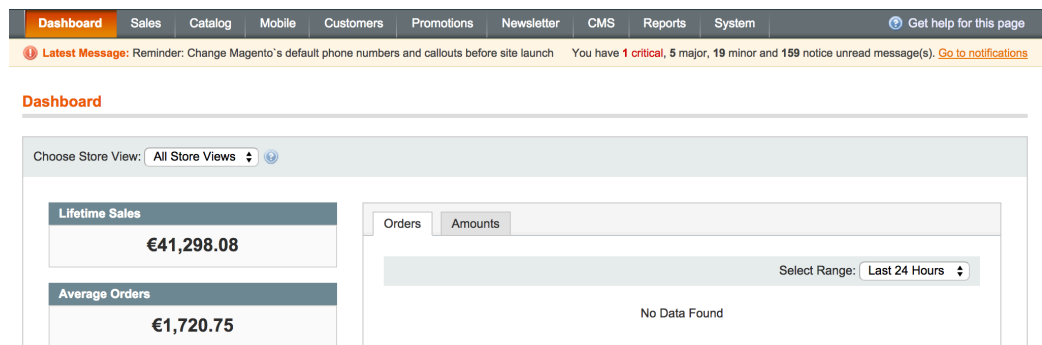 Dashboard Sales Catalog Mobile Customers Promotions Newsletter CMS Reports System Get help for this page
Latest Message: Reminder: Change Magento`s default phone numbers and callouts before site launch You have 1 critical, 5 major, 19 minor and 159 notice unread message(s). Go to notifications
Dashboard
Choose Store View: All Store Views
Lifetime Sales
€41,298.08
Average Orders
€1,720.75
Orders Amounts
Select Range: Last 24 Hours
No Data Found